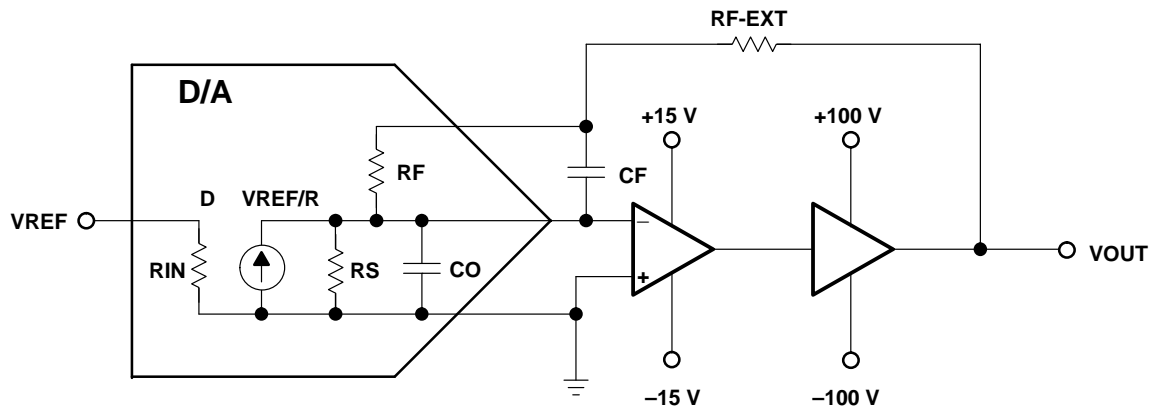 RF-EXT
D/A
+15 V
+100 V
RF
CF
D
VREF/R
VREF
RIN
RS
CO
–
+
VOUT
–15 V
–100 V